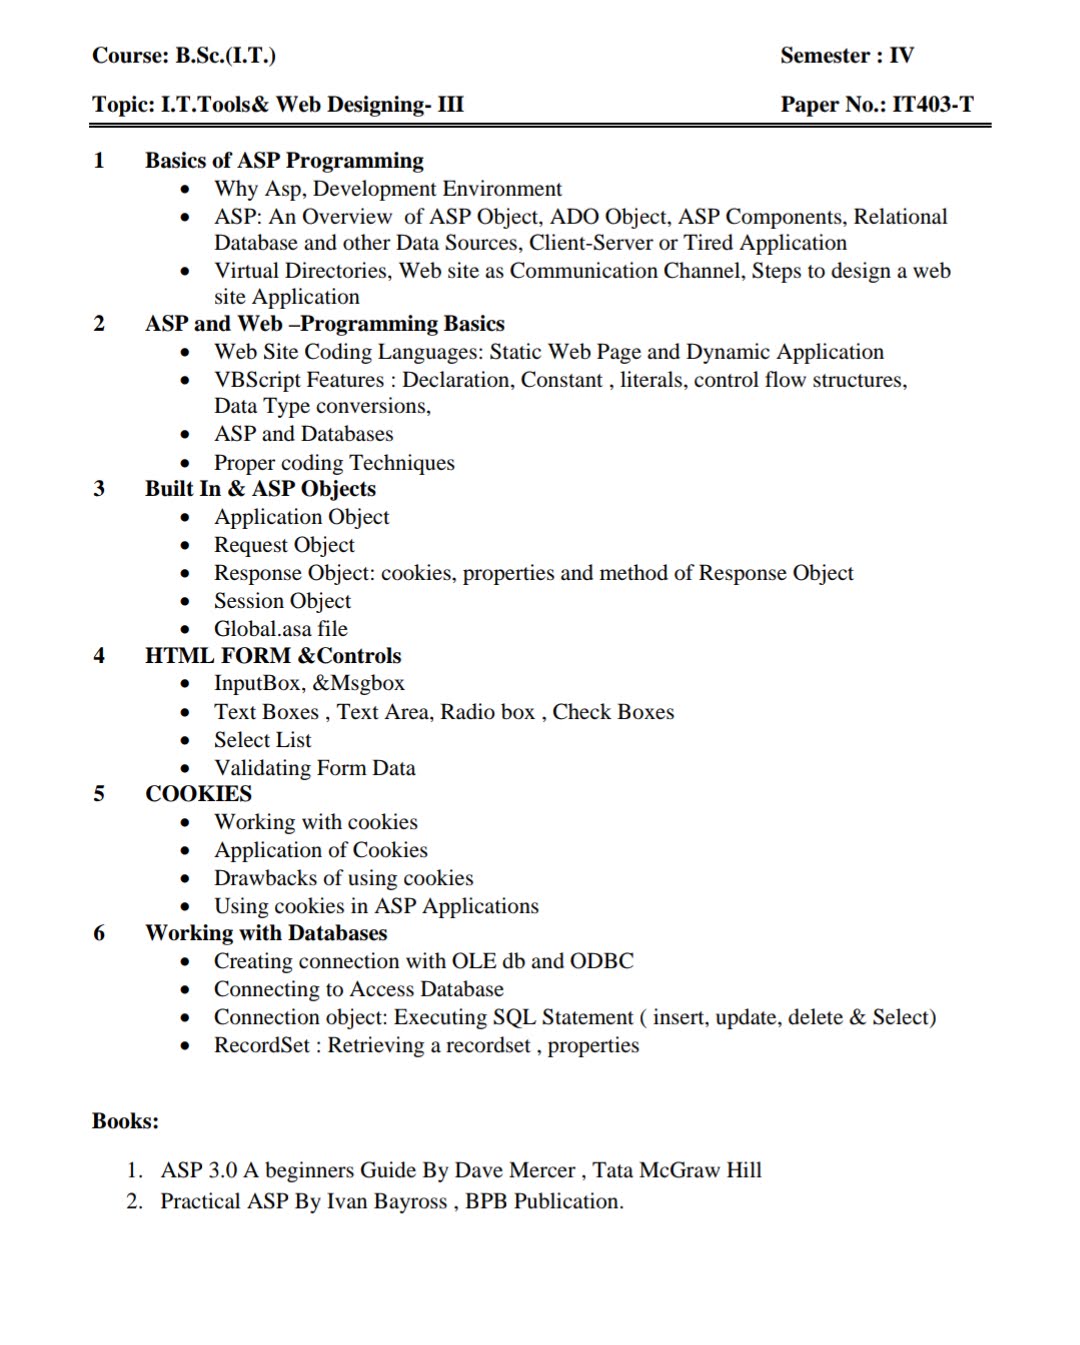 Course: B.Sc.(I.T.) Semester : IV
Topic: I.T.Tools& Web Designing- III Paper No.: IT403-T
1 Basics of ASP Programming
• Why Asp, Development Environment
• ASP: An Overview of ASP Object, ADO Object, ASP Components, Relational
Database and other Data Sources, Client-Server or Tired Application
• Virtual Directories, Web site as Communication Channel, Steps to design a web
site Application
2 ASP and Web –Programming Basics
• Web Site Coding Languages: Static Web Page and Dynamic Application
• VBScript Features : Declaration, Constant , literals, control flow structures,
Data Type conversions,
• ASP and Databases
• Proper coding Techniques
3 Built In & ASP Objects
• Application Object
• Request Object
• Response Object: cookies, properties and method of Response Object
• Session Object
• Global.asa file
4 HTML FORM &Controls
• InputBox, &Msgbox
• Text Boxes , Text Area, Radio box , Check Boxes
• Select List
• Validating Form Data
5 COOKIES
• Working with cookies
• Application of Cookies
• Drawbacks of using cookies
• Using cookies in ASP Applications
6 Working with Databases
• Creating connection with OLE db and ODBC
• Connecting to Access Database
• Connection object: Executing SQL Statement ( insert, update, delete & Select)
• RecordSet : Retrieving a recordset , properties
Books:
1. ASP 3.0 A beginners Guide By Dave Mercer , Tata McGraw Hill
2. Practical ASP By Ivan Bayross , BPB Publication.